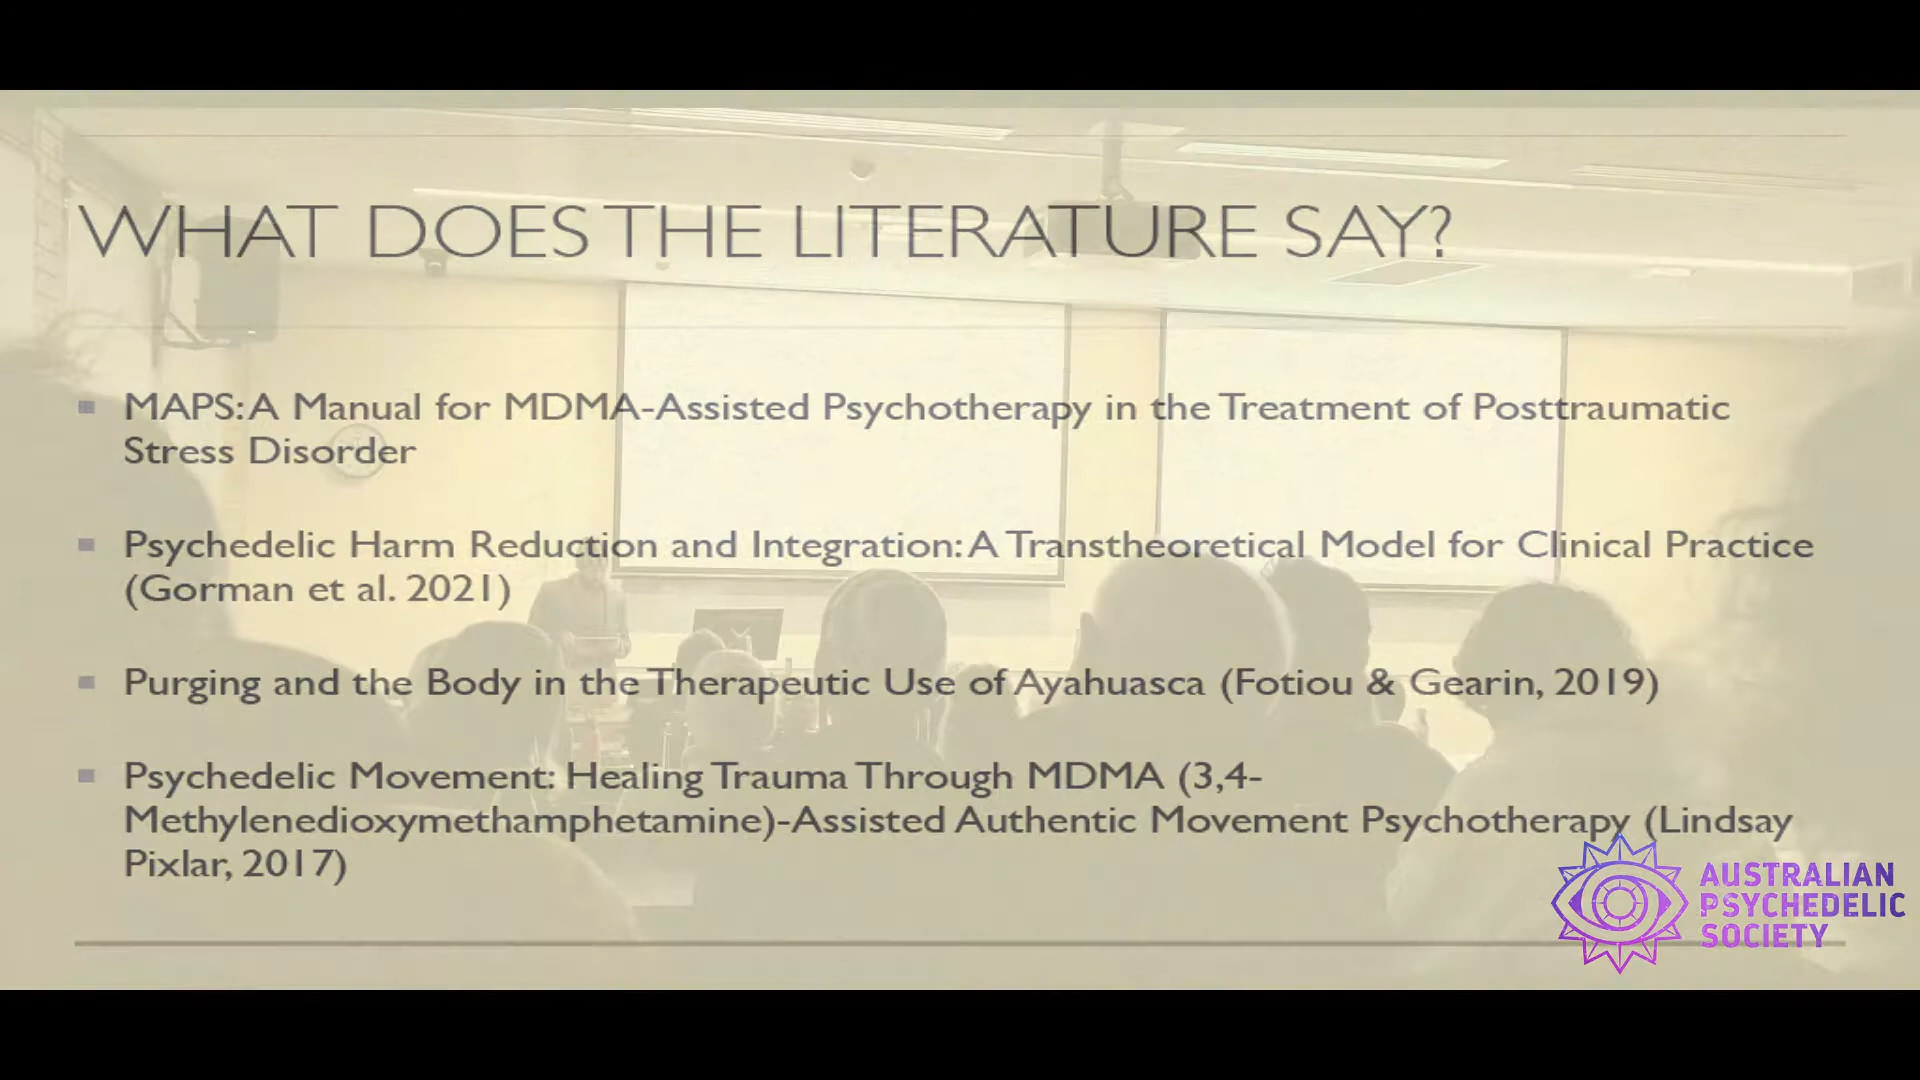 WHAT DOES THE LITERATURE SAY?
MAPS: A Manual for MDMA-Assisted Psychotherapy in the Treatment of Posttraumatic
Stress Disorder
Psychedelic Harm Reduction and Integration: A Transtheoretical Model for Clinical Practice
(Gorman et al. 2021)
Purging and the Body in the Therapeutic Use of Ayahuasca (Fotiou & Gearin, 2019)
Psychedelic Movement: Healing Trauma Through MDMA (3,4-
Methylenedioxymethamphetamine)-Assisted Authentic Movement Psychotherapy (Lindsay
Pixlar, 2017)
AUSTRALIAN
PSYCHEDELIC
SOCIETY